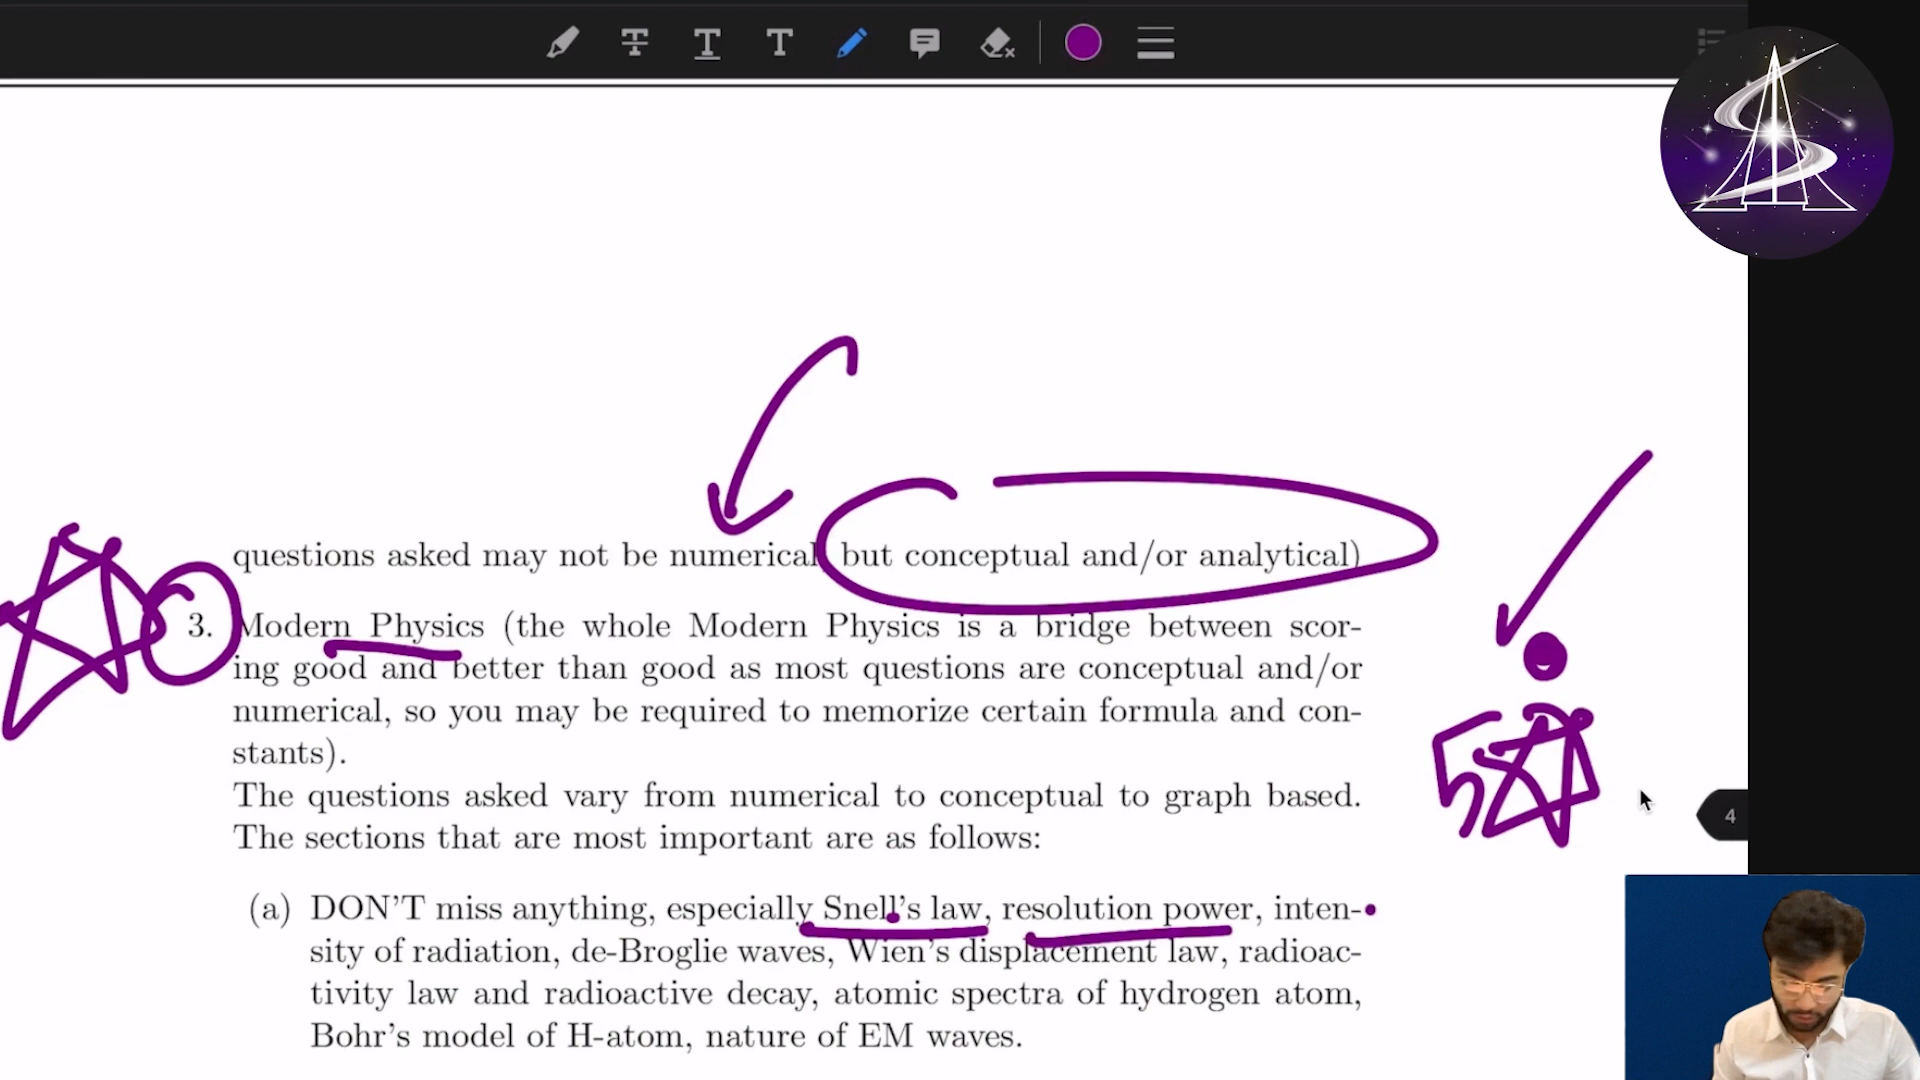 questions asked may not be numerical but conceptual and/or analytical)
3. Modern Physics (the whole Modern Physics is a bridge between scor-
ing good and better than good as most questions are conceptual and/or
numerical, so you may be required to memorize certain formula and con-
stants).
The questions asked vary from numerical to conceptual to graph based.
The sections that are most important are as follows:
(a) DON'T miss anything, especially Snell's law, resolution power, inten-
sity of radiation, de-Broglie waves, Wien's displacement law, radioac-
tivity law and radioactive decay, atomic spectra of hydrogen atom,
Bohr's model of H-atom, nature of EM waves.
5
4